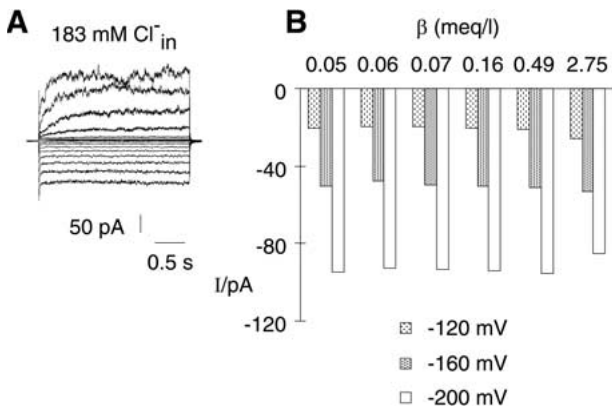 A
183 mM Cl⁻in
50 pA
0.5 s
B
β (meq/l)
0.05 0.06 0.07 0.16 0.49 2.75
0
-40
-80
I/pA
-120
-120 mV
-160 mV
-200 mV